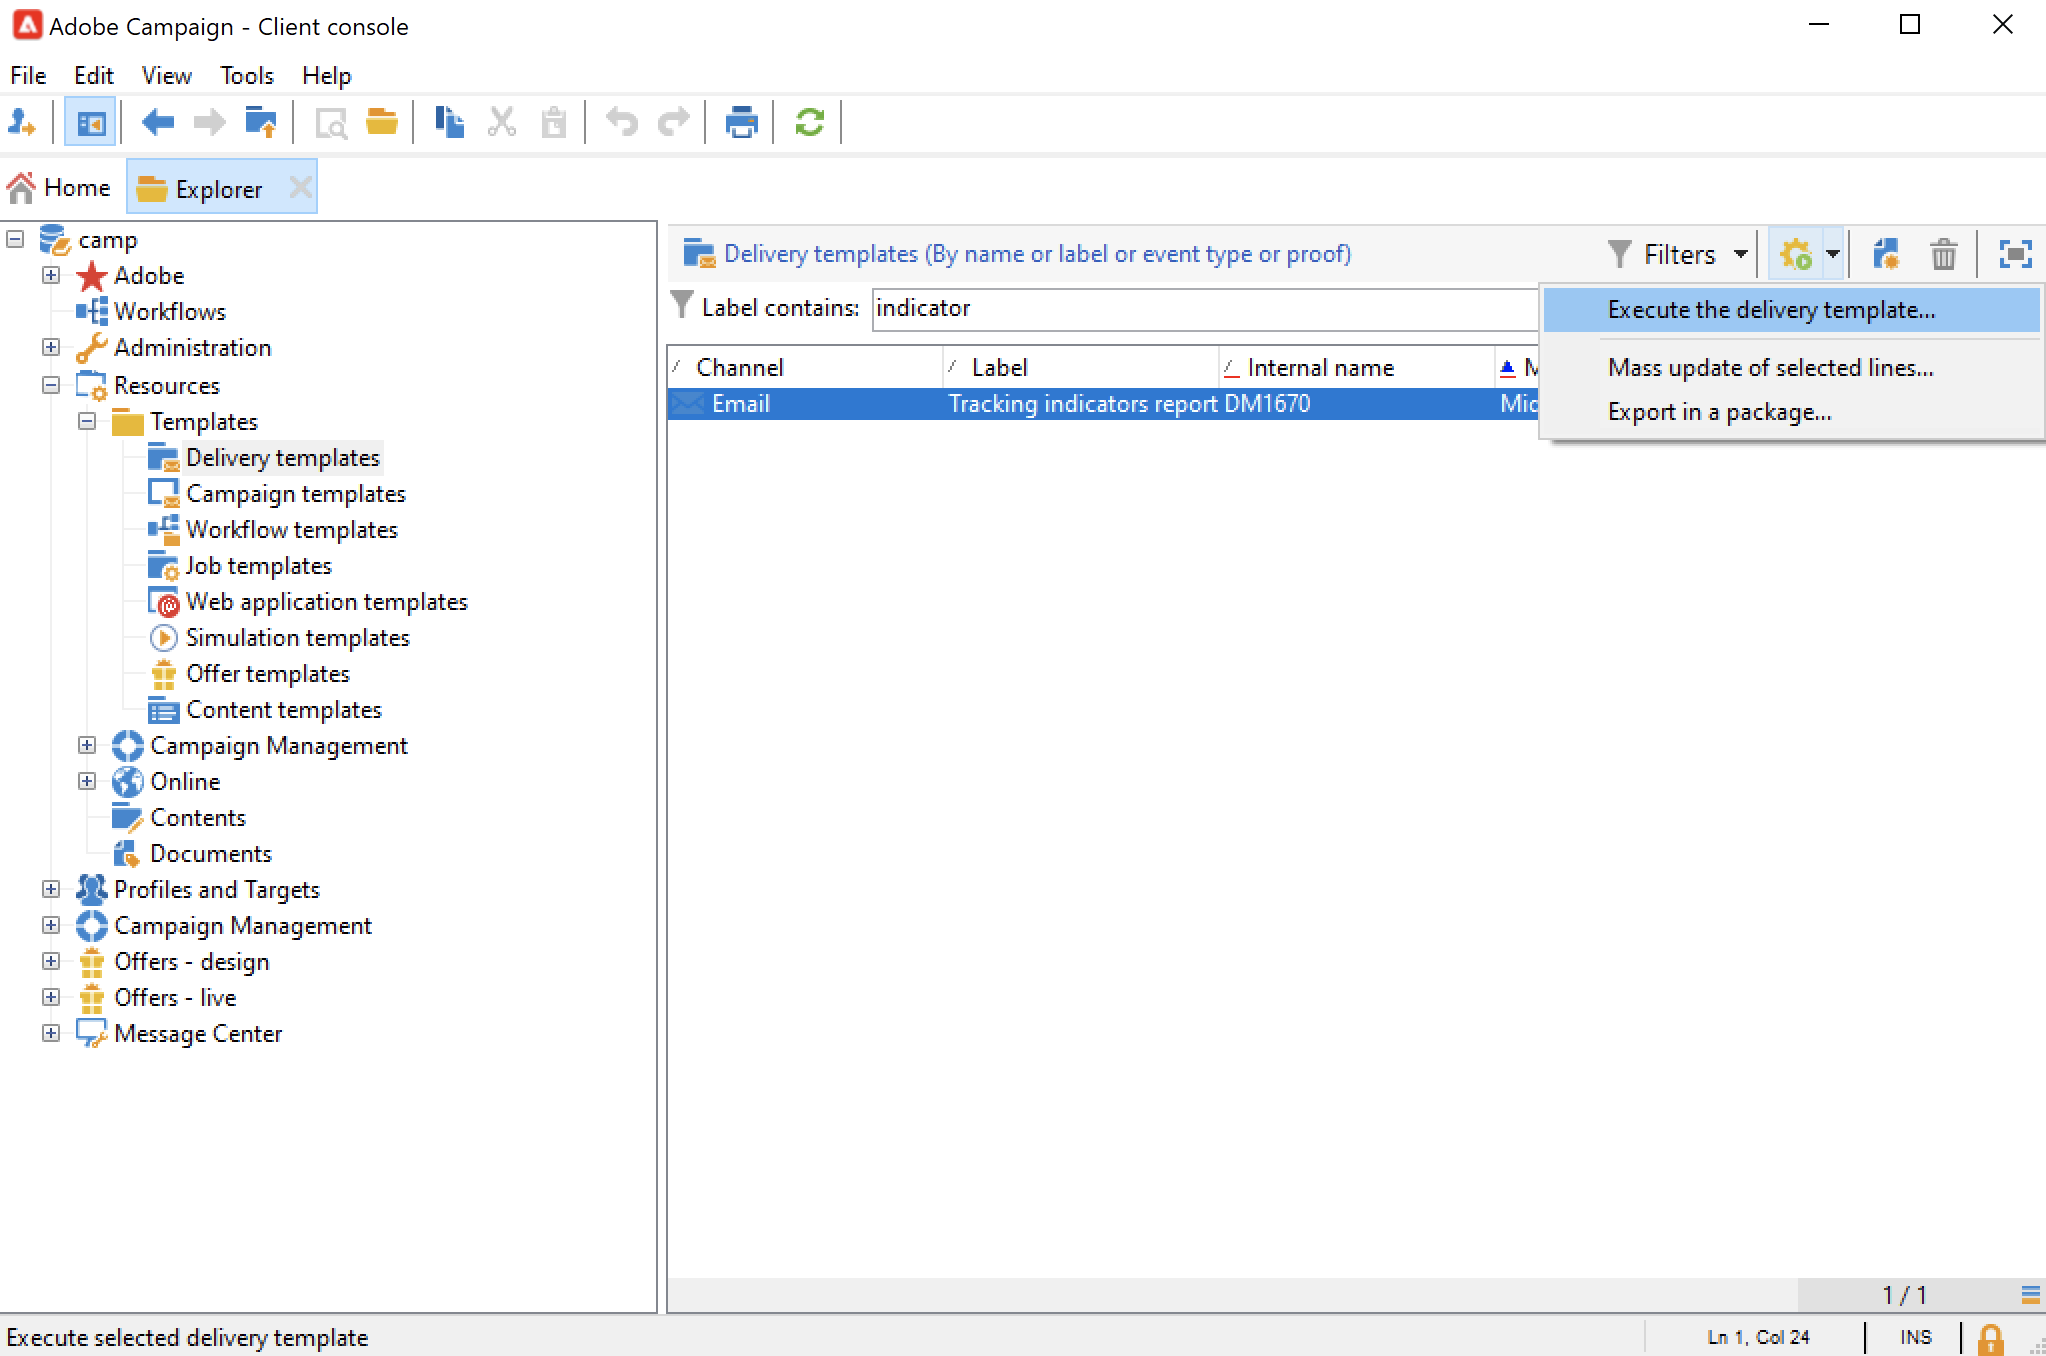 Adobe Campaign - Client console
File Edit View Tools Help
Home Explorer
camp
Adobe
Workflows
Administration
Resources
Templates
Delivery templates
Campaign templates
Workflow templates
Job templates
Web application templates
Simulation templates
Offer templates
Content templates
Campaign Management
Online
Contents
Documents
Profiles and Targets
Campaign Management
Offers - design
Offers - live
Message Center
Delivery templates (By name or label or event type or proof) Filters
Label contains: indicator
Channel Label Internal name M
Email Tracking indicators report DM1670 Mid
Execute the delivery template...
Mass update of selected lines...
Export in a package...
1 / 1
Execute selected delivery template Ln 1, Col 24 INS